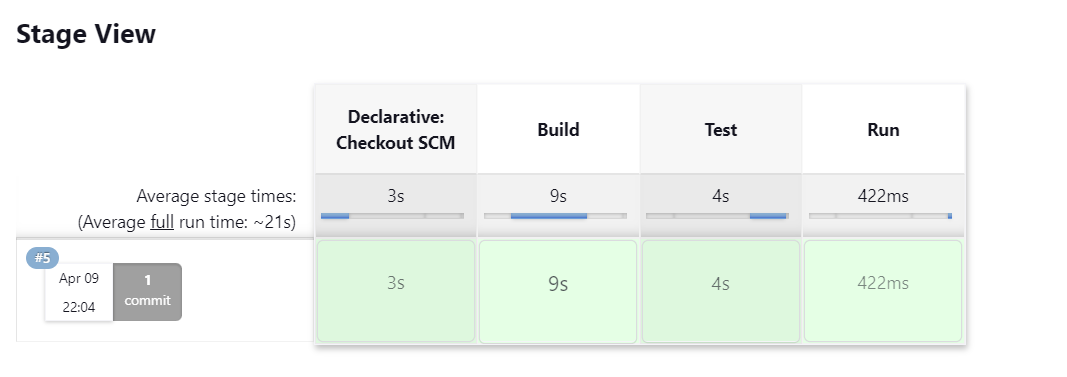 Stage View
Declarative:
Checkout SCM
Build
Test
Run
Average stage times:
(Average full run time: ~21s)
3s
9s
4s
422ms
#5
Apr 09
22:04
1
commit
3s
9s
4s
422ms